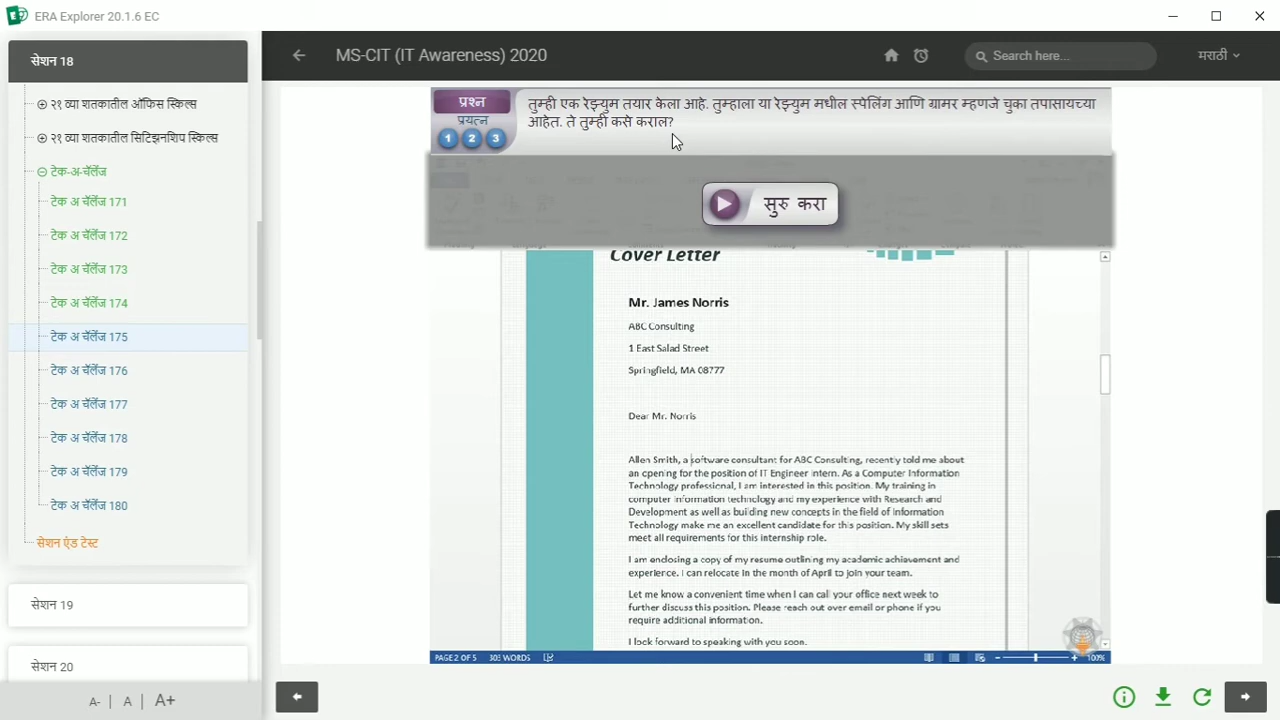 ERA Explorer 20.1.6 EC
सेशन 18
MS-CIT (IT Awareness) 2020
Search here...
मराठी
२१ व्या शतकातील ऑफिस स्किल्स
२१ व्या शतकातील सिटिझनशिप स्किल्स
टेक-अ-चॅलेंज
टेक अ चॅलेंज 171
टेक अ चॅलेंज 172
टेक अ चॅलेंज 173
टेक अ चॅलेंज 174
टेक अ चॅलेंज 175
टेक अ चॅलेंज 176
टेक अ चॅलेंज 177
टेक अ चॅलेंज 178
टेक अ चॅलेंज 179
टेक अ चॅलेंज 180
सेशन एंड टेस्ट
सेशन 19
सेशन 20
A- | A | A+
प्रश्न
प्रयत्न
1 2 3
तुम्ही एक रेझ्युम तयार केला आहे. तुम्हाला या रेझ्युम मधील स्पेलिंग आणि ग्रामर म्हणजे चुका तपासायच्या
आहेत. ते तुम्ही कसे कराल?
सुरु करा
Cover Letter
Mr. James Norris
ABC Consulting
1 East Salad Street
Springfield, MA 08777
Dear Mr. Norris
Allen Smith, a software consultant for ABC Consulting, recently told me about
an opening for the position of IT Engineer Intern. As a Computer Information
Technology professional, I am interested in this position. My training in
computer information technology and my experience with Research and
Development as well as building new concepts in the field of Information
Technology make me an excellent candidate for this position. My skill sets
meet all requirements for this internship role.
I am enclosing a copy of my resume outlining my academic achievement and
experience. I can relocate in the month of April to join your team.
Let me know a convenient time when I can call your office next week to
further discuss this position. Please reach out over email or phone if you
require additional information.
I look forward to speaking with you soon.
PAGE 2 OF 5 303 WORDS
100%